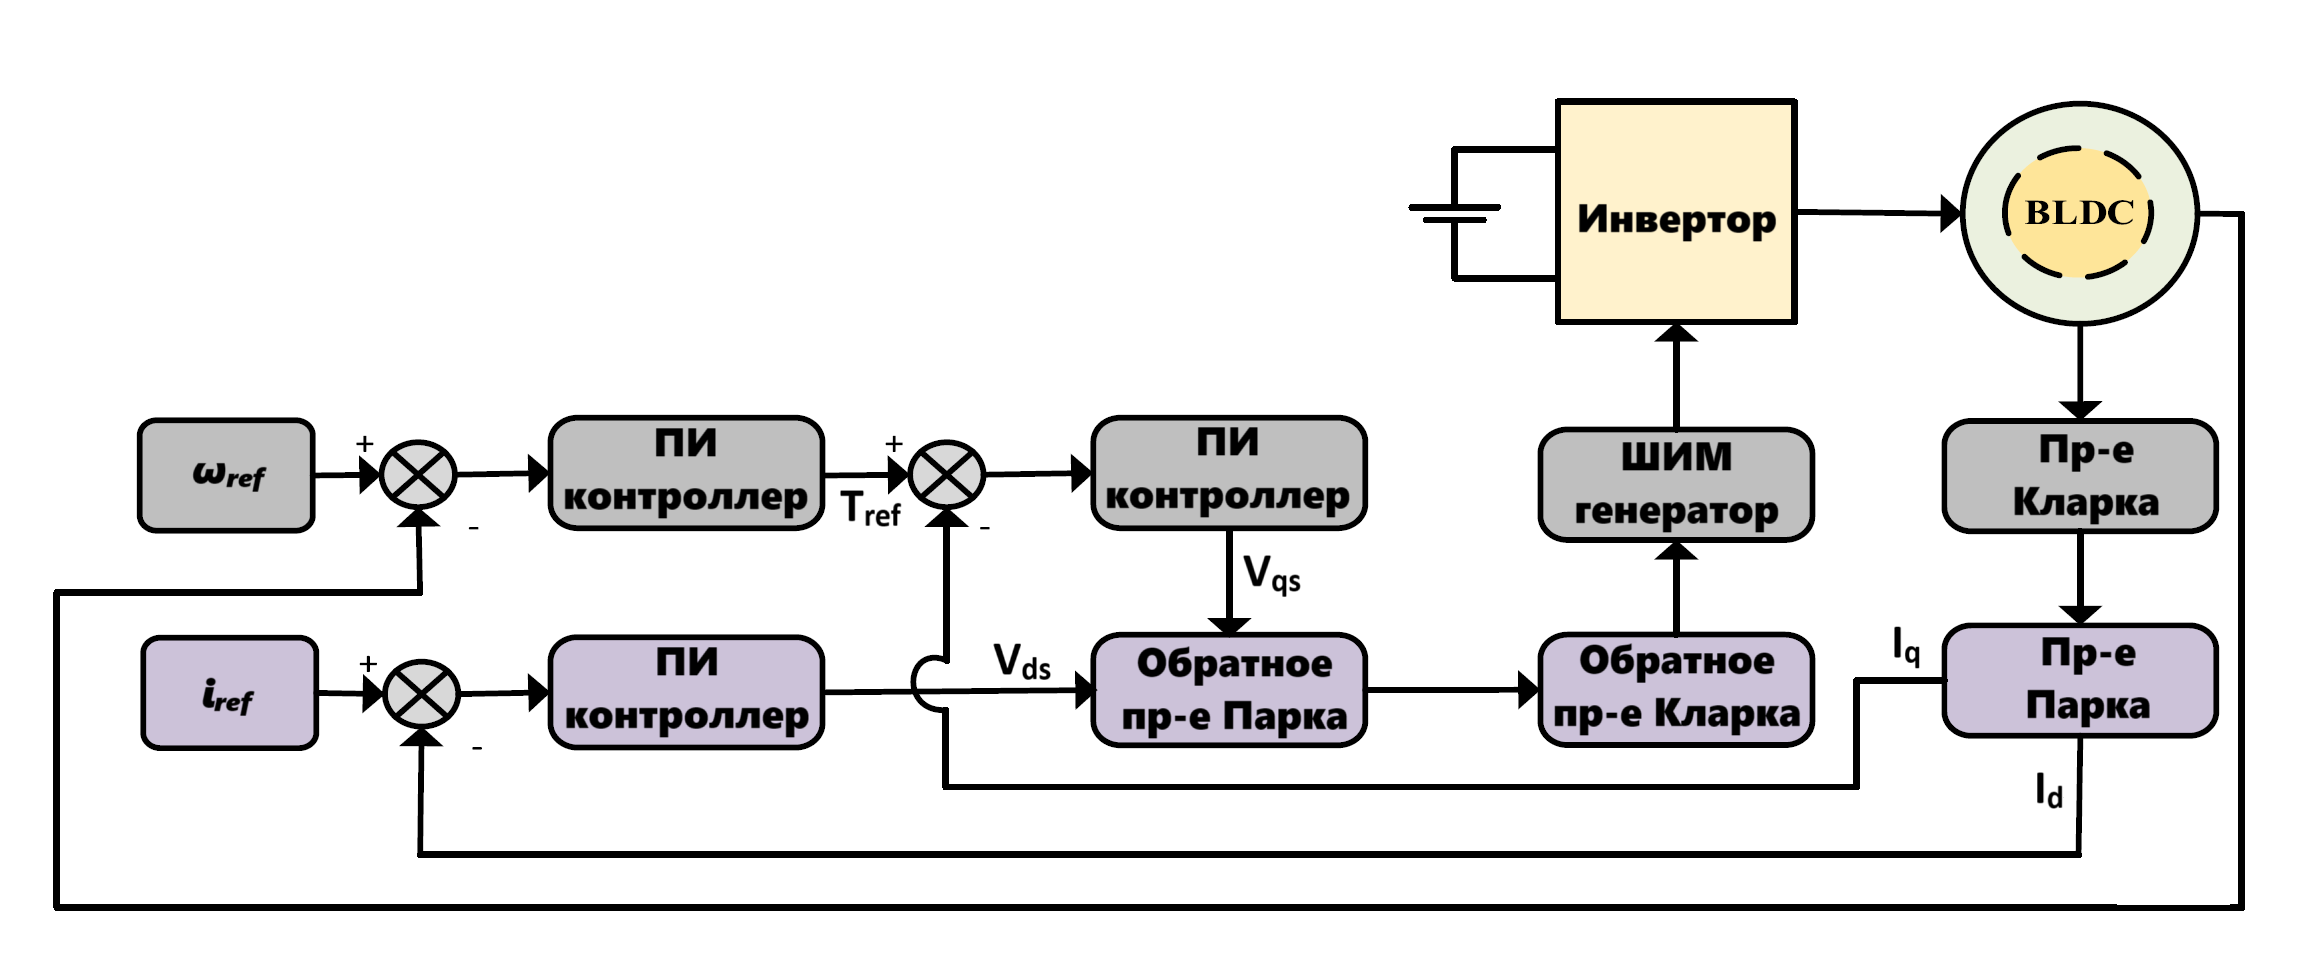 Инвертор
BLDC
ωref
+
-
ПИ
контроллер
Tref
+
-
ПИ
контроллер
Vqs
ШИМ
генератор
Пр-е
Кларка
iref
+
-
ПИ
контроллер
Vds
Обратное
пр-е Парка
Обратное
пр-е Кларка
Iq
Пр-е
Парка
Id